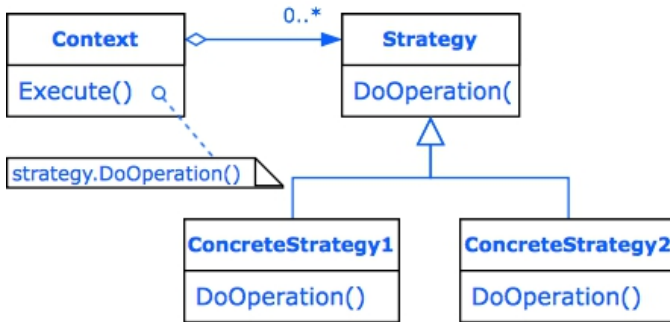 0..*
Context
Strategy
Execute()
DoOperation(
strategy.DoOperation()
ConcreteStrategy1
ConcreteStrategy2
DoOperation()
DoOperation()